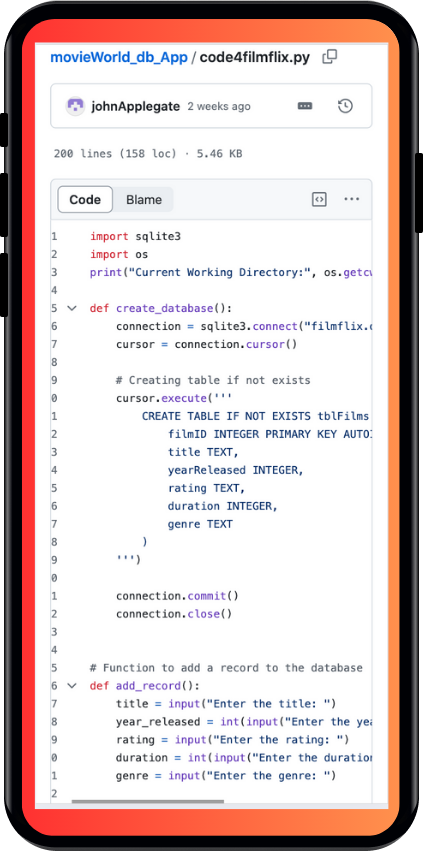 movieWorld_db_App / code4filmflix.py
johnApplegate 2 weeks ago
200 lines (158 loc) · 5.46 KB
Code Blame
1 import sqlite3
2 import os
3 print("Current Working Directory:", os.getcw
4
5 def create_database():
6 connection = sqlite3.connect("filmflix.
7 cursor = connection.cursor()
8
9 # Creating table if not exists
0 cursor.execute('''
1 CREATE TABLE IF NOT EXISTS tblFilms
2 filmID INTEGER PRIMARY KEY AUTOI
3 title TEXT,
4 yearReleased INTEGER,
5 rating TEXT,
6 duration INTEGER,
7 genre TEXT
8 )
9 ''')
0
1 connection.commit()
2 connection.close()
3
4
5 # Function to add a record to the database
6 def add_record():
7 title = input("Enter the title: ")
8 year_released = int(input("Enter the yea
9 rating = input("Enter the rating: ")
0 duration = int(input("Enter the duration
1 genre = input("Enter the genre: ")
2